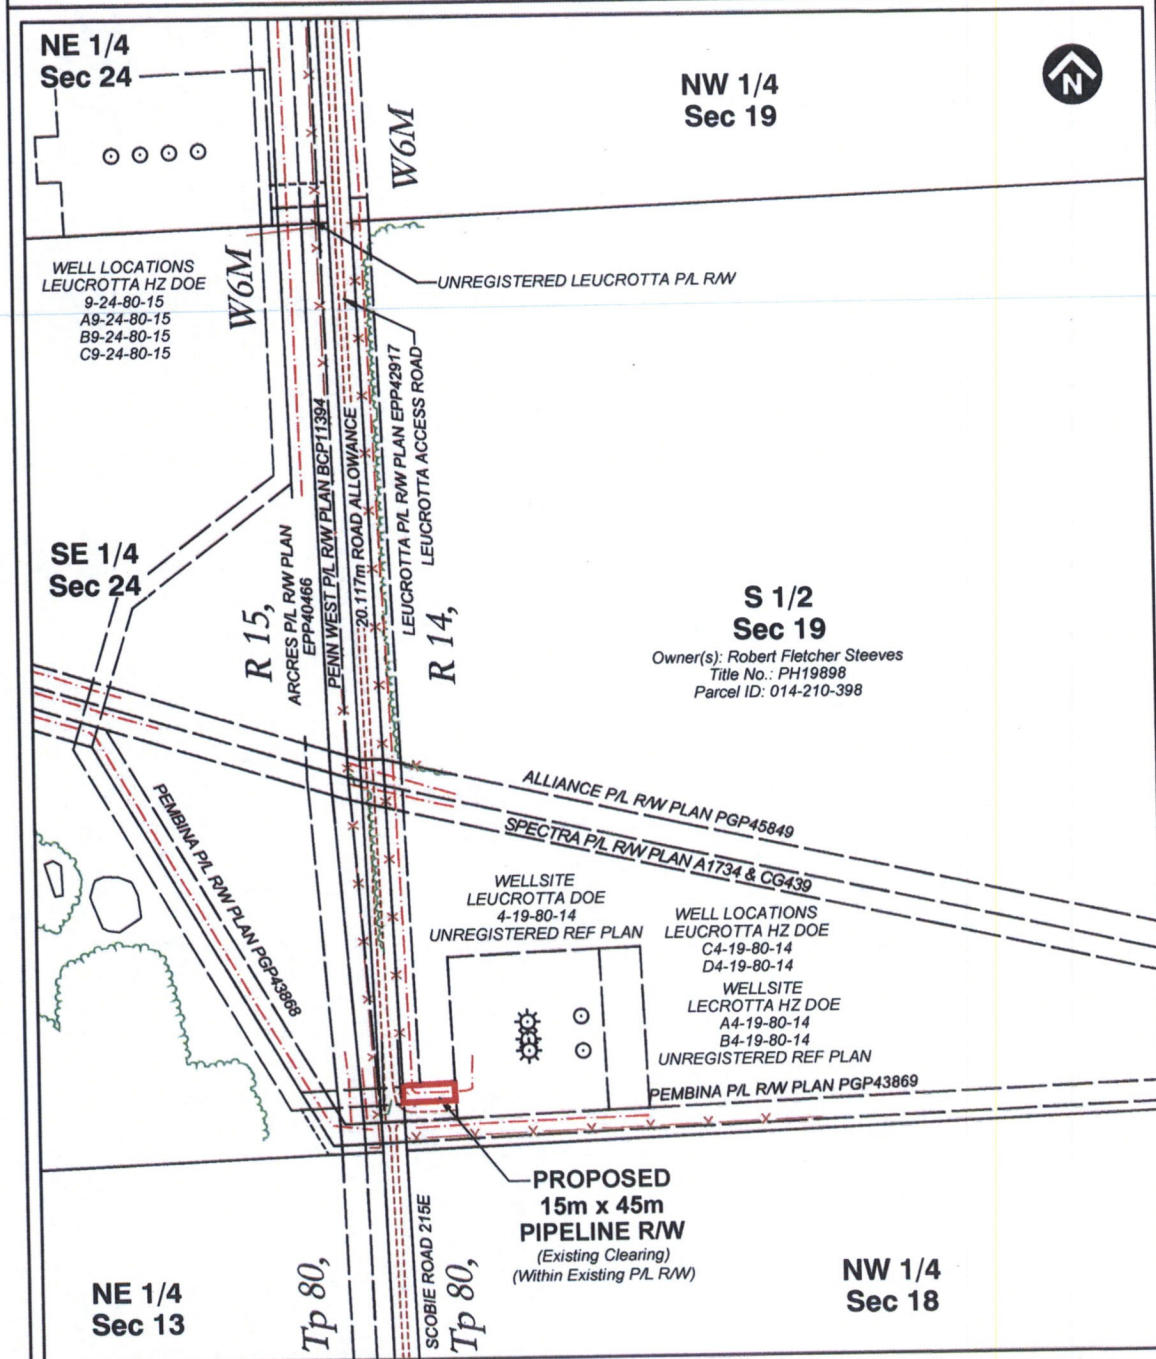 NE 1/4
Sec 24
NW 1/4
Sec 19
N
W6M
W6M
WELL LOCATIONS
LEUCROTTA HZ DOE
9-24-80-15
A9-24-80-15
B9-24-80-15
C9-24-80-15
UNREGISTERED LEUCROTTA P/L R/W
SE 1/4
Sec 24
R 15,
ARCRES P/L R/W PLAN
EPP40466
PENN WEST P/L R/W PLAN BCP11394
20.117m ROAD ALLOWANCE
LEUCROTTA P/L R/W PLAN EPP42917
LEUCROTTA ACCESS ROAD
R 14,
S 1/2
Sec 19
Owner(s): Robert Fletcher Steeves
Title No.: PH19898
Parcel ID: 014-210-398
ALLIANCE P/L R/W PLAN PGP45849
SPECTRA P/L R/W PLAN A1734 & CG439
PEMBINA P/L R/W PLAN PGP43868
WELLSITE
LEUCROTTA DOE
4-19-80-14
UNREGISTERED REF PLAN
WELL LOCATIONS
LEUCROTTA HZ DOE
C4-19-80-14
D4-19-80-14
WELLSITE
LECROTTA HZ DOE
A4-19-80-14
B4-19-80-14
UNREGISTERED REF PLAN
PEMBINA P/L R/W PLAN PGP43869
PROPOSED
15m x 45m
PIPELINE R/W
(Existing Clearing)
(Within Existing P/L R/W)
NE 1/4
Sec 13
Tp 80,
SCOBIE ROAD 215E
Tp 80,
NW 1/4
Sec 18